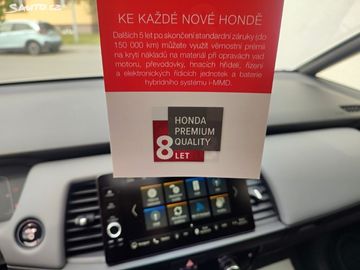 SAUTO.CZ
KE KAŽDÉ NOVÉ HONDĚ
Dalších 5 let po skončení standardní záruky (do
150 000 km) můžete využít věrnostní prémii
na krytí nákladů na materiál při opravách vad
motoru, převodovky, hnacích hřídelí, řízení
a elektronických řídicích jednotek a baterie
hybridního systému i-MMD.
HONDA
PREMIUM
QUALITY
8 LET